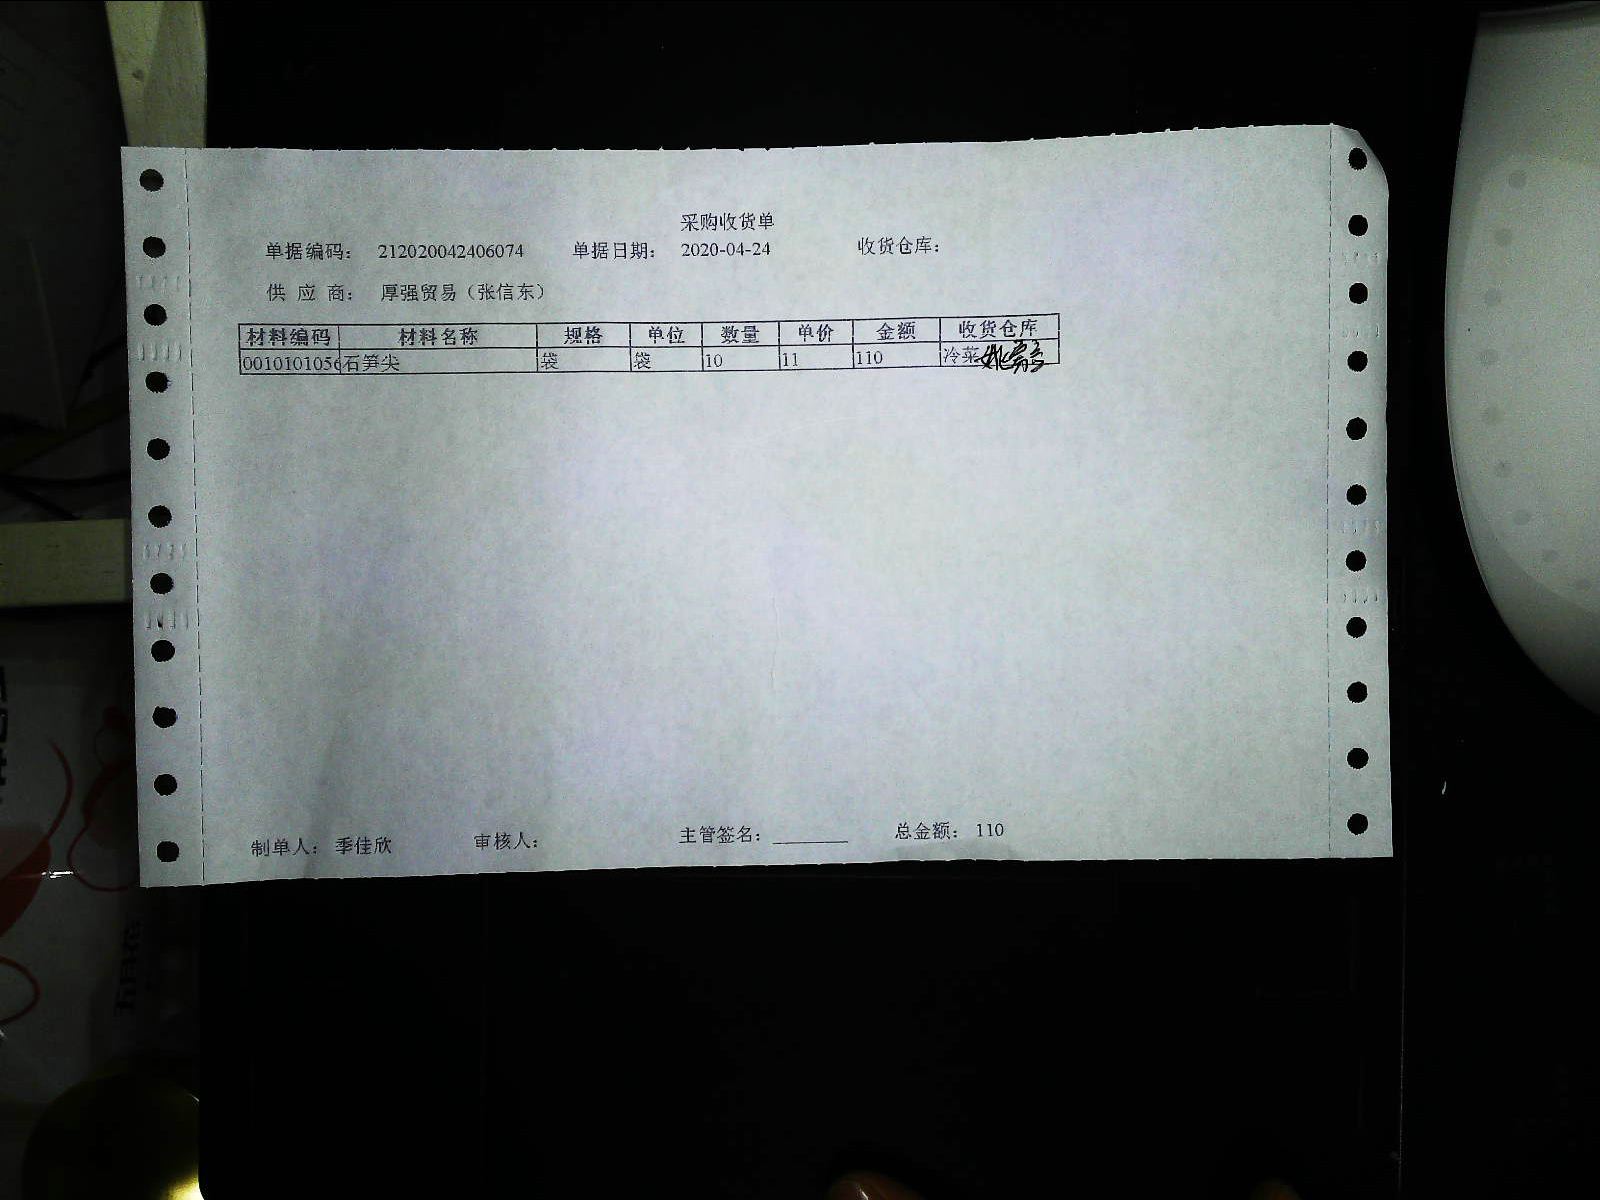 采购收货单
单据编码： 212020042406074 单据日期： 2020-04-24 收货仓库：
供 应 商： 厚强贸易（张信东）
材料编码 材料名称 规格 单位 数量 单价 金额 收货仓库
0010101056 石笋尖 袋 袋 10 11 110 冷菜
制单人： 季佳欣 审核人： 主管签名：________ 总金额： 110